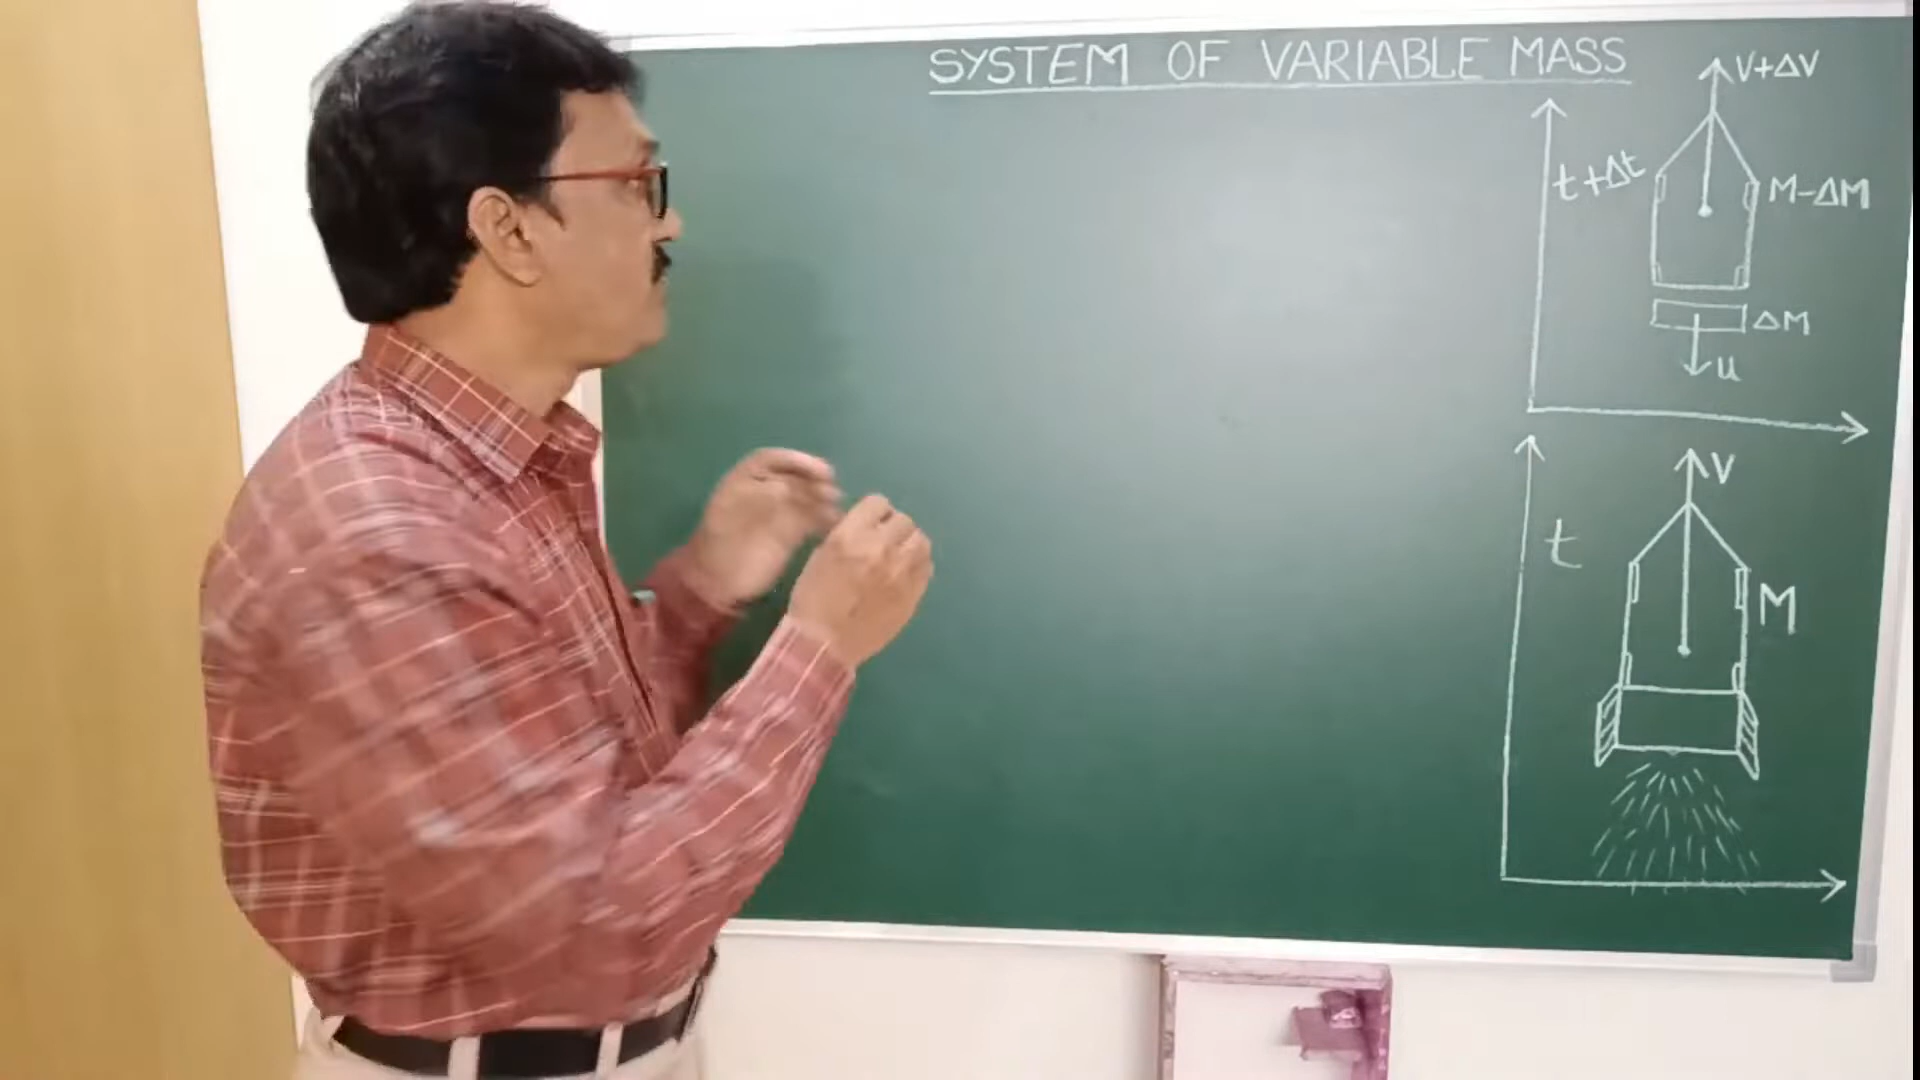 SYSTEM OF VARIABLE MASS
V+ΔV
t+Δt
M-ΔM
ΔM
u
V
t
M